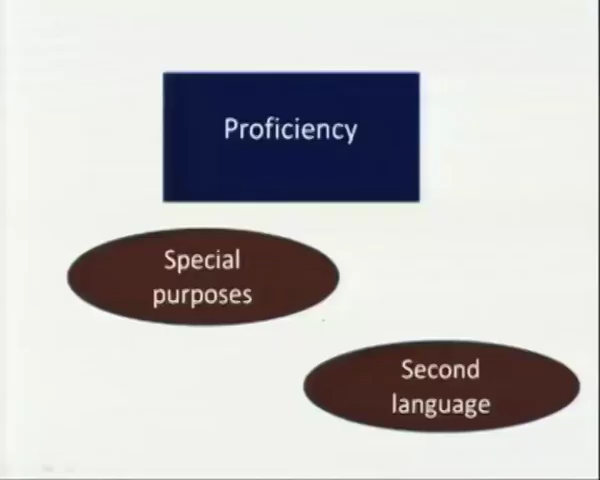 Proficiency
Special
purposes
Second
language